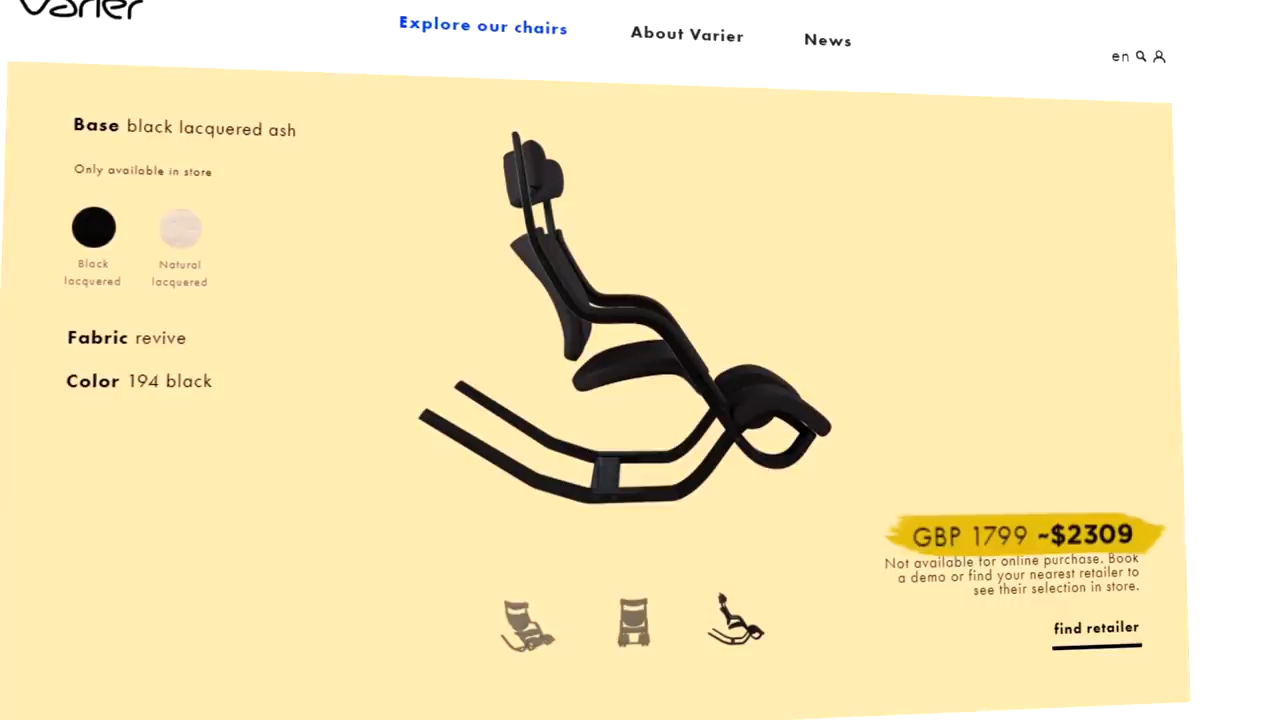 Varier
Explore our chairs
About Varier
News
en
Base black lacquered ash
Only available in store
Black
lacquered
Natural
lacquered
Fabric revive
Color 194 black
GBP 1799 ~$2309
Not available for online purchase. Book
a demo or find your nearest retailer to
see their selection in store.
find retailer